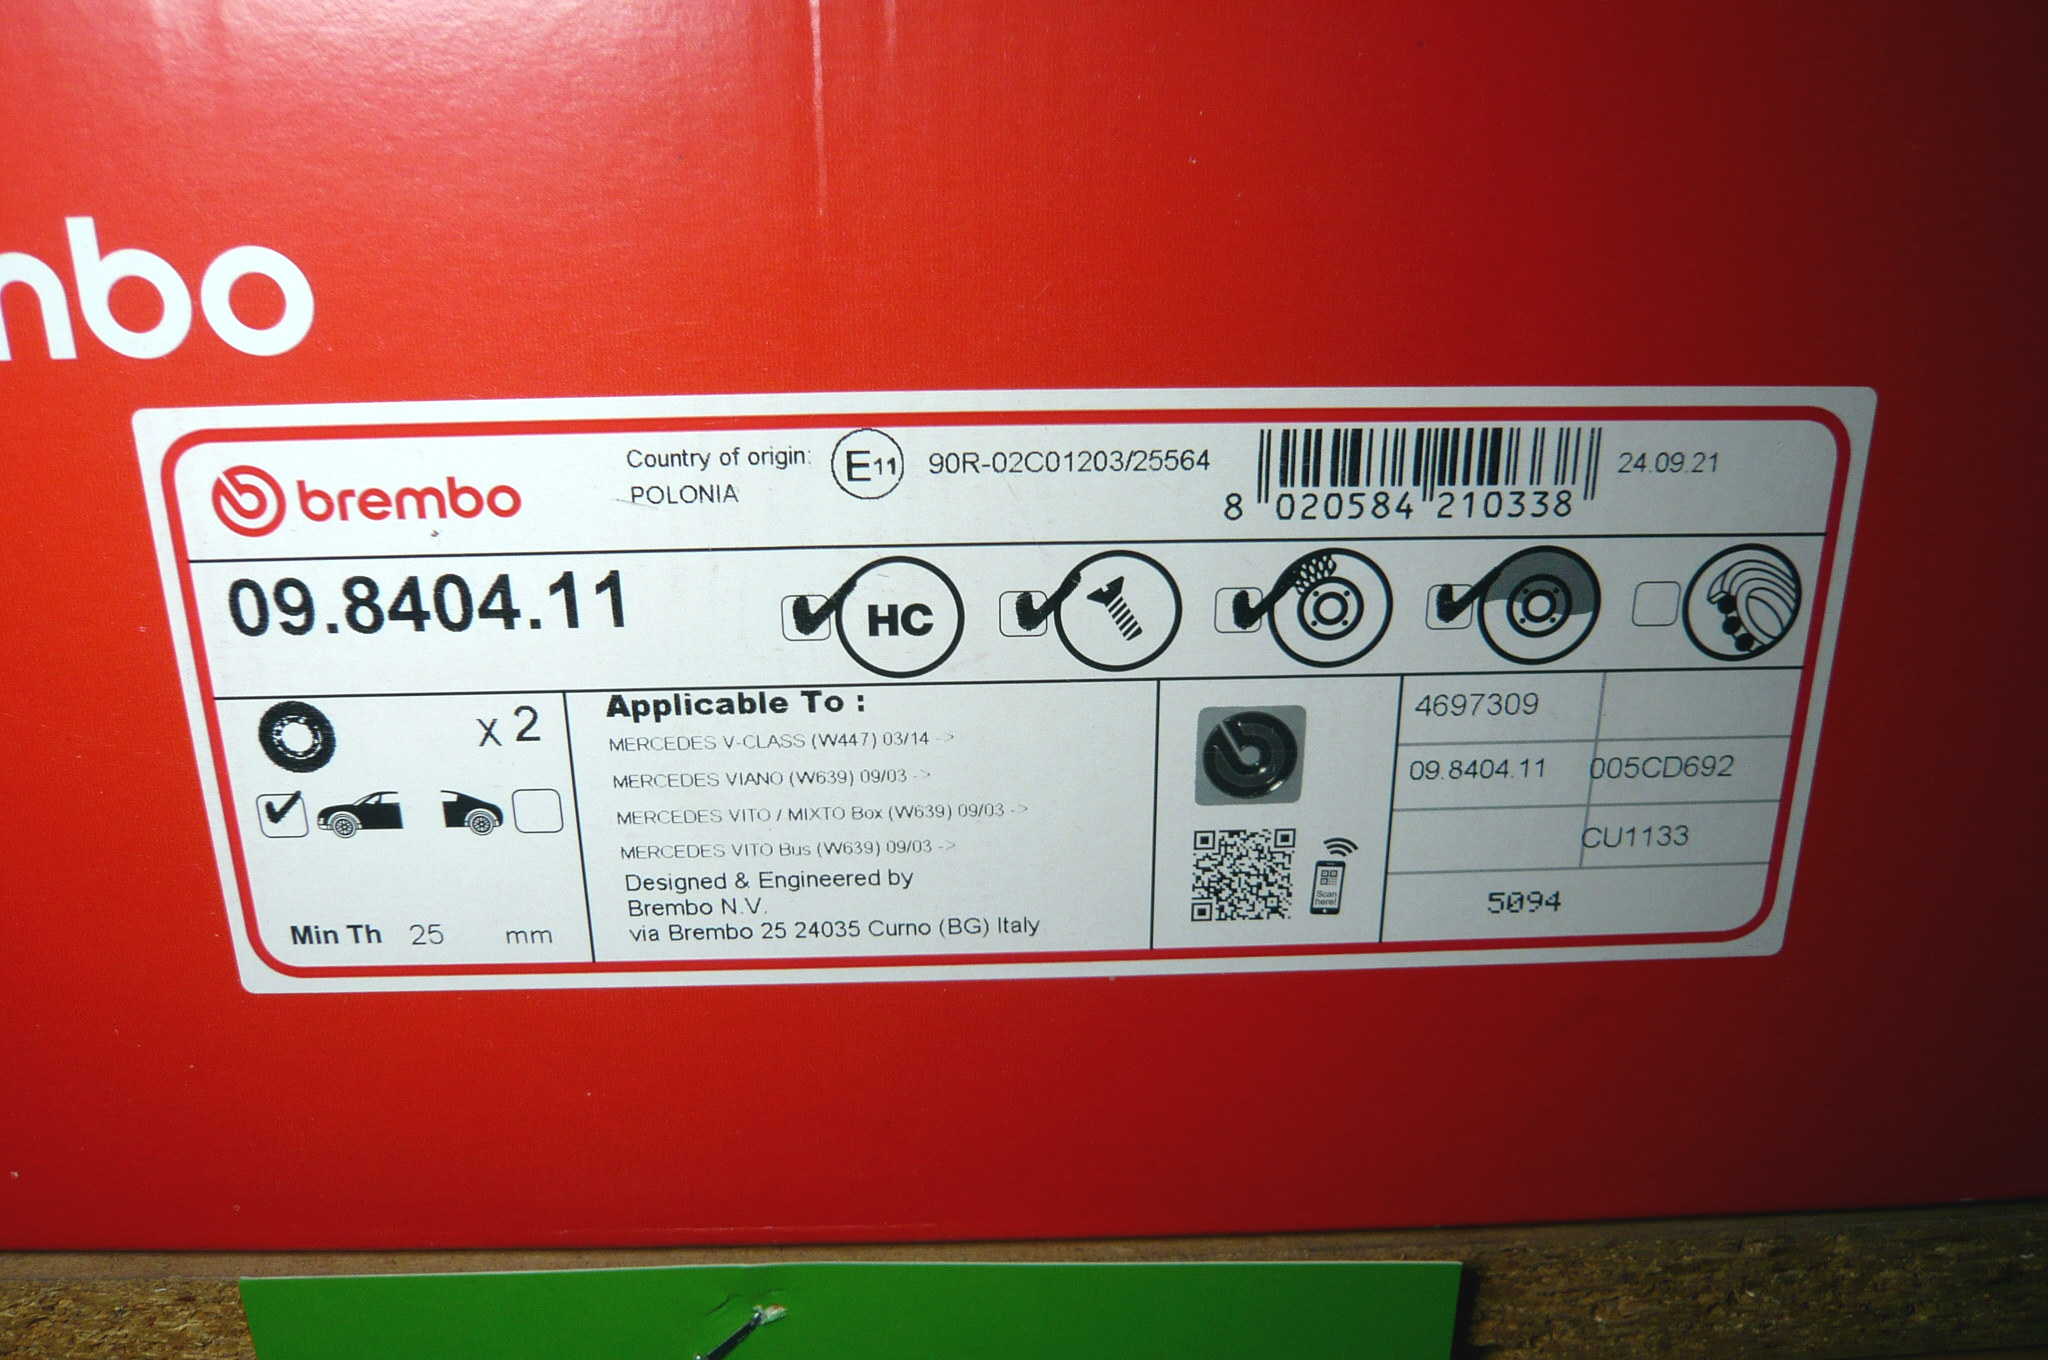 mbo
brembo
Country of origin:
POLONIA
E11
90R-02C01203/25564
8 020584 210338
24.09.21
09.8404.11
HC
x 2
Min Th 25 mm
Applicable To :
MERCEDES V-CLASS (W447) 03/14 ->
MERCEDES VIANO (W639) 09/03 ->
MERCEDES VITO / MIXTO Box (W639) 09/03 ->
MERCEDES VITO Bus (W639) 09/03 ->
Designed & Engineered by
Brembo N.V.
via Brembo 25 24035 Curno (BG) Italy
Scan
here!
4697309
09.8404.11 005CD692
CU1133
5094